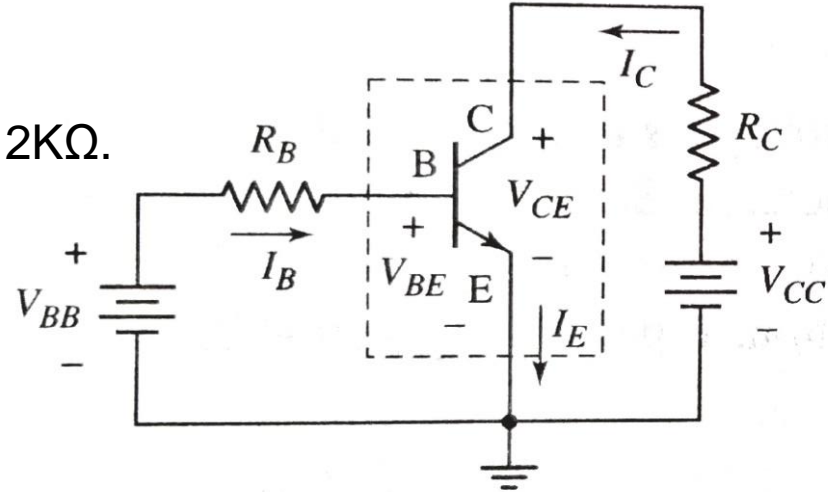 2KΩ.
R_B
I_B
+
V_BB
−
B
C
E
+
V_BE
−
+
V_CE
−
I_E
I_C
R_C
+
V_CC
−